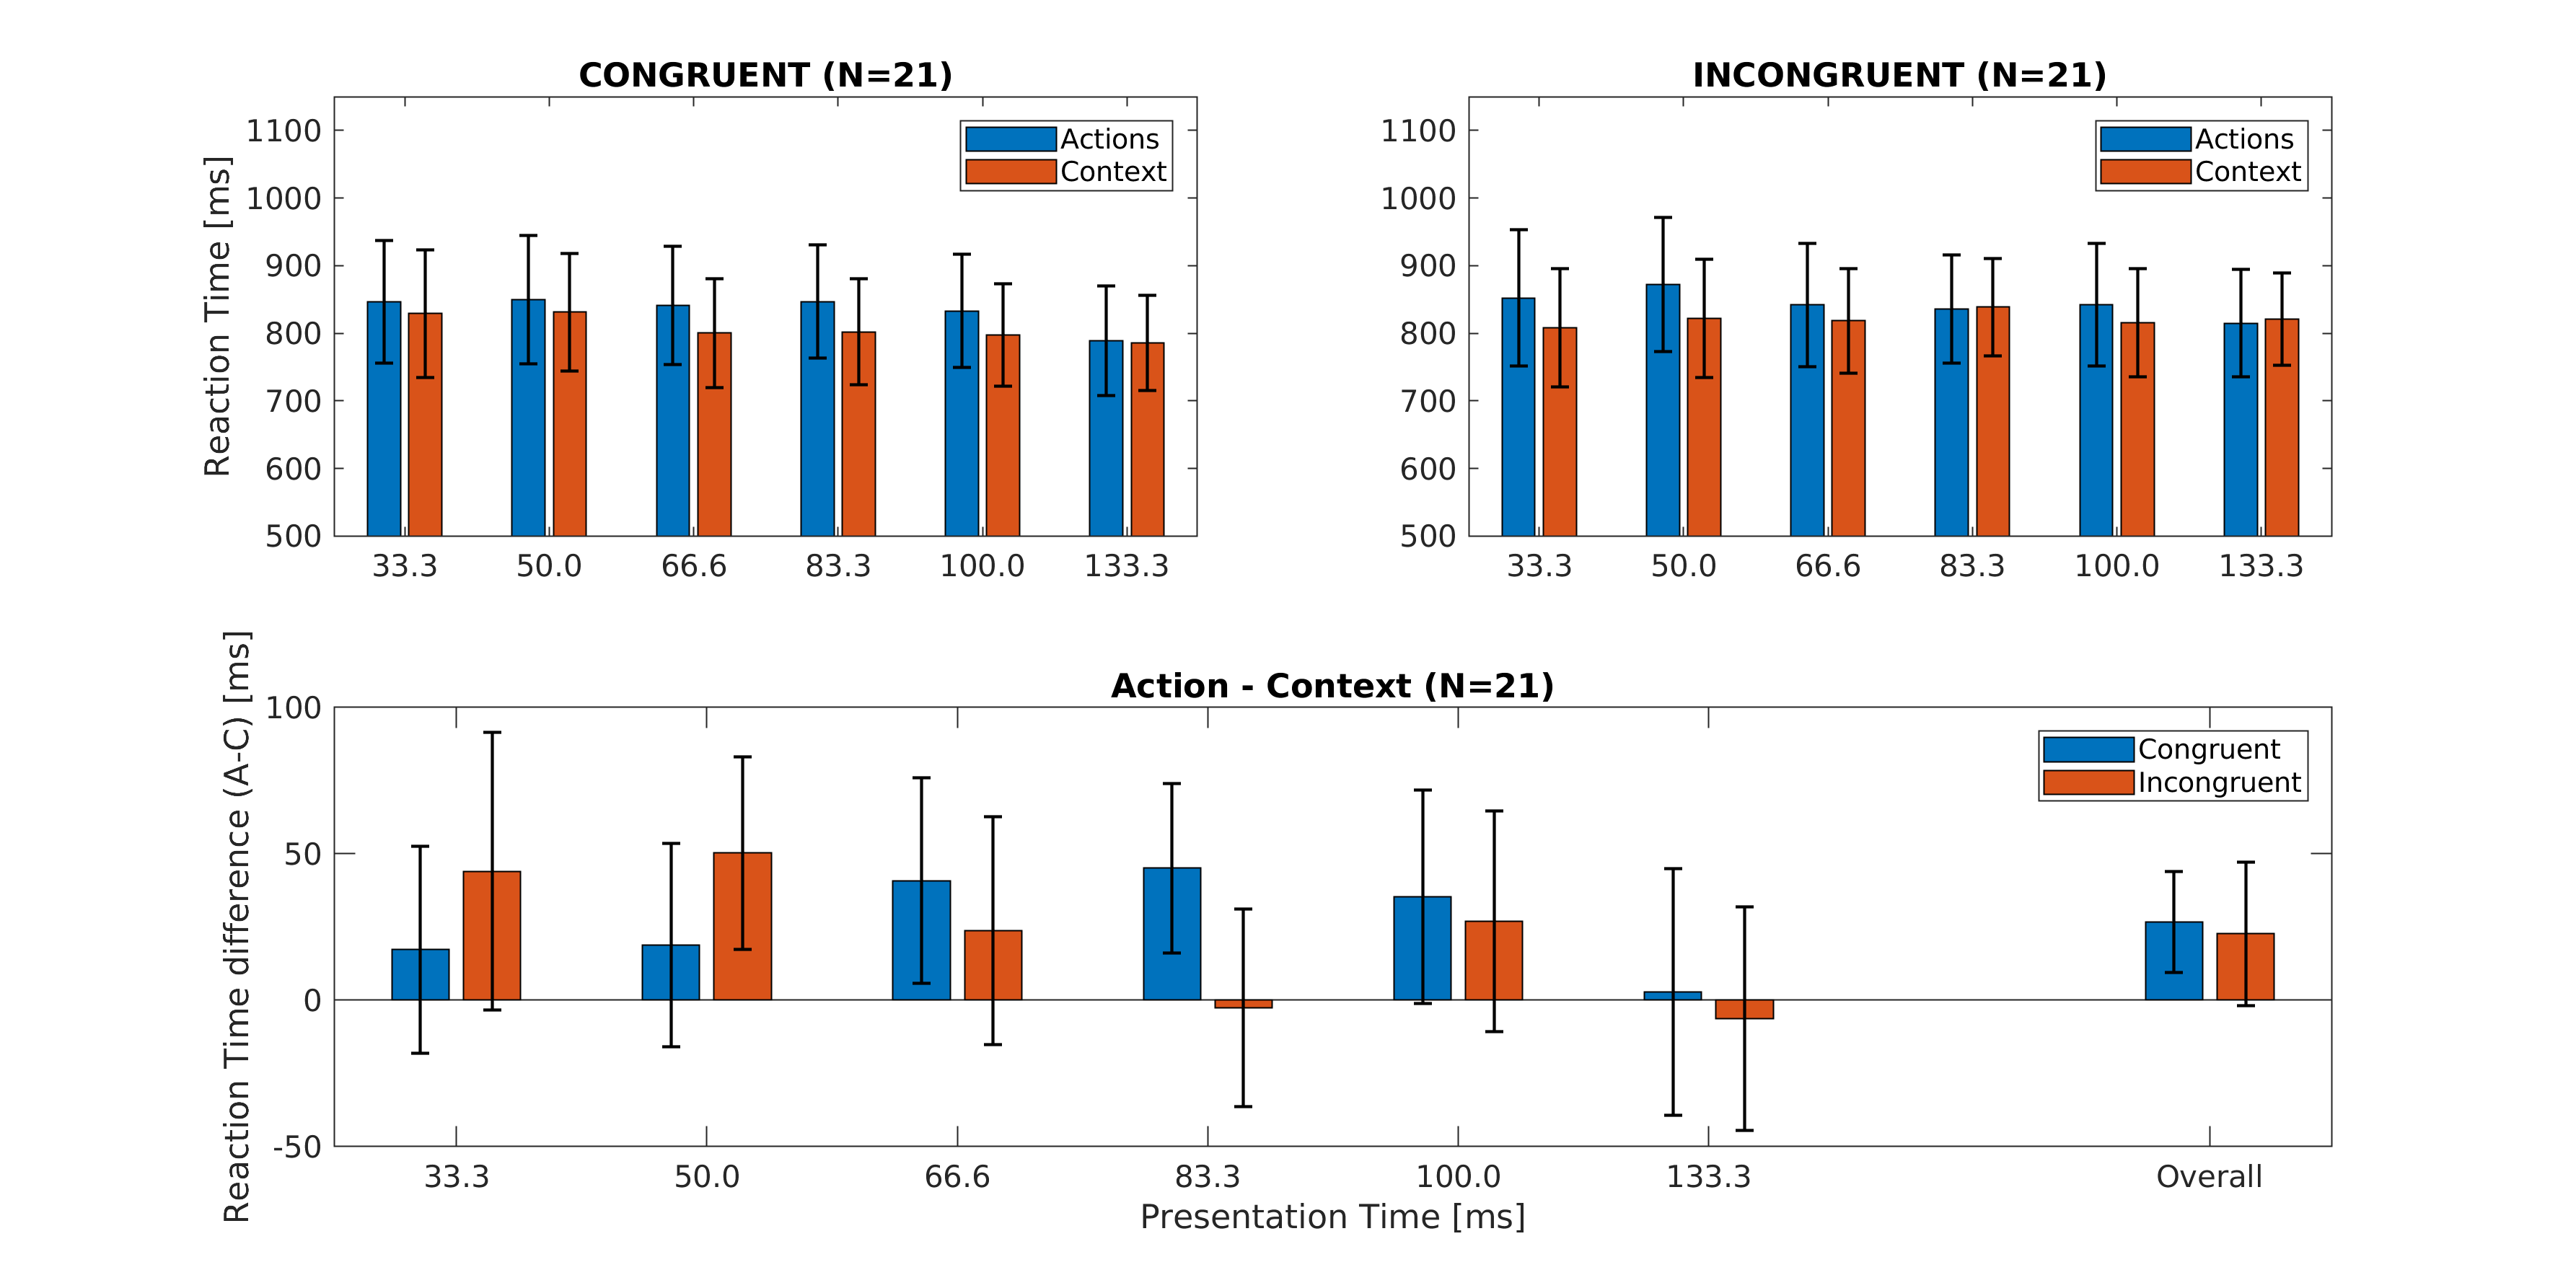 CONGRUENT (N=21)
Reaction Time [ms]
1100
1000
900
800
700
600
500
Actions
Context
33.3 50.0 66.6 83.3 100.0 133.3
INCONGRUENT (N=21)
1100
1000
900
800
700
600
500
Actions
Context
33.3 50.0 66.6 83.3 100.0 133.3
Action - Context (N=21)
Reaction Time difference (A-C) [ms]
100
50
0
-50
Congruent
Incongruent
33.3 50.0 66.6 83.3 100.0 133.3 Overall
Presentation Time [ms]